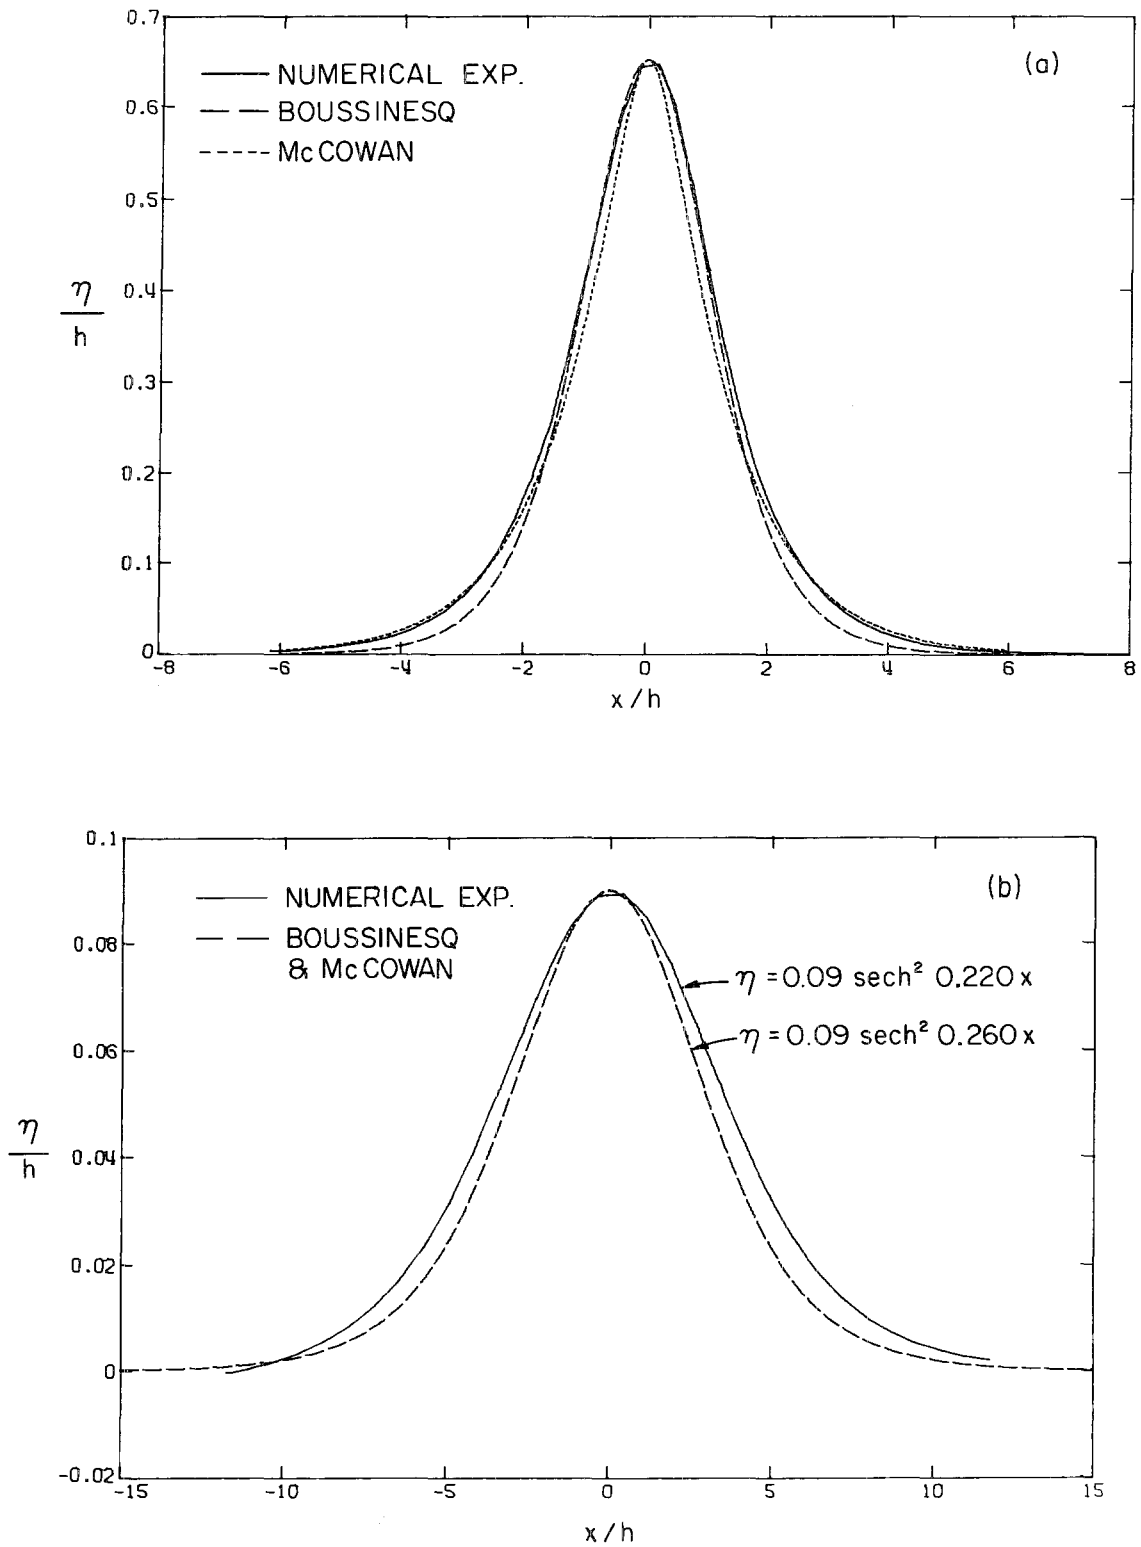 0.7
(a)
NUMERICAL EXP.
BOUSSINESQ
McCOWAN
0.6
0.5
0.4
η
h
0.3
0.2
0.1
0
-8
-6
-4
-2
0
2
4
6
8
x/h
0.1
(b)
NUMERICAL EXP.
BOUSSINESQ
& McCOWAN
0.08
η = 0.09 sech² 0.220x
η = 0.09 sech² 0.260x
0.06
η
h
0.04
0.02
0
-0.02
-15
-10
-5
0
5
10
15
x/h